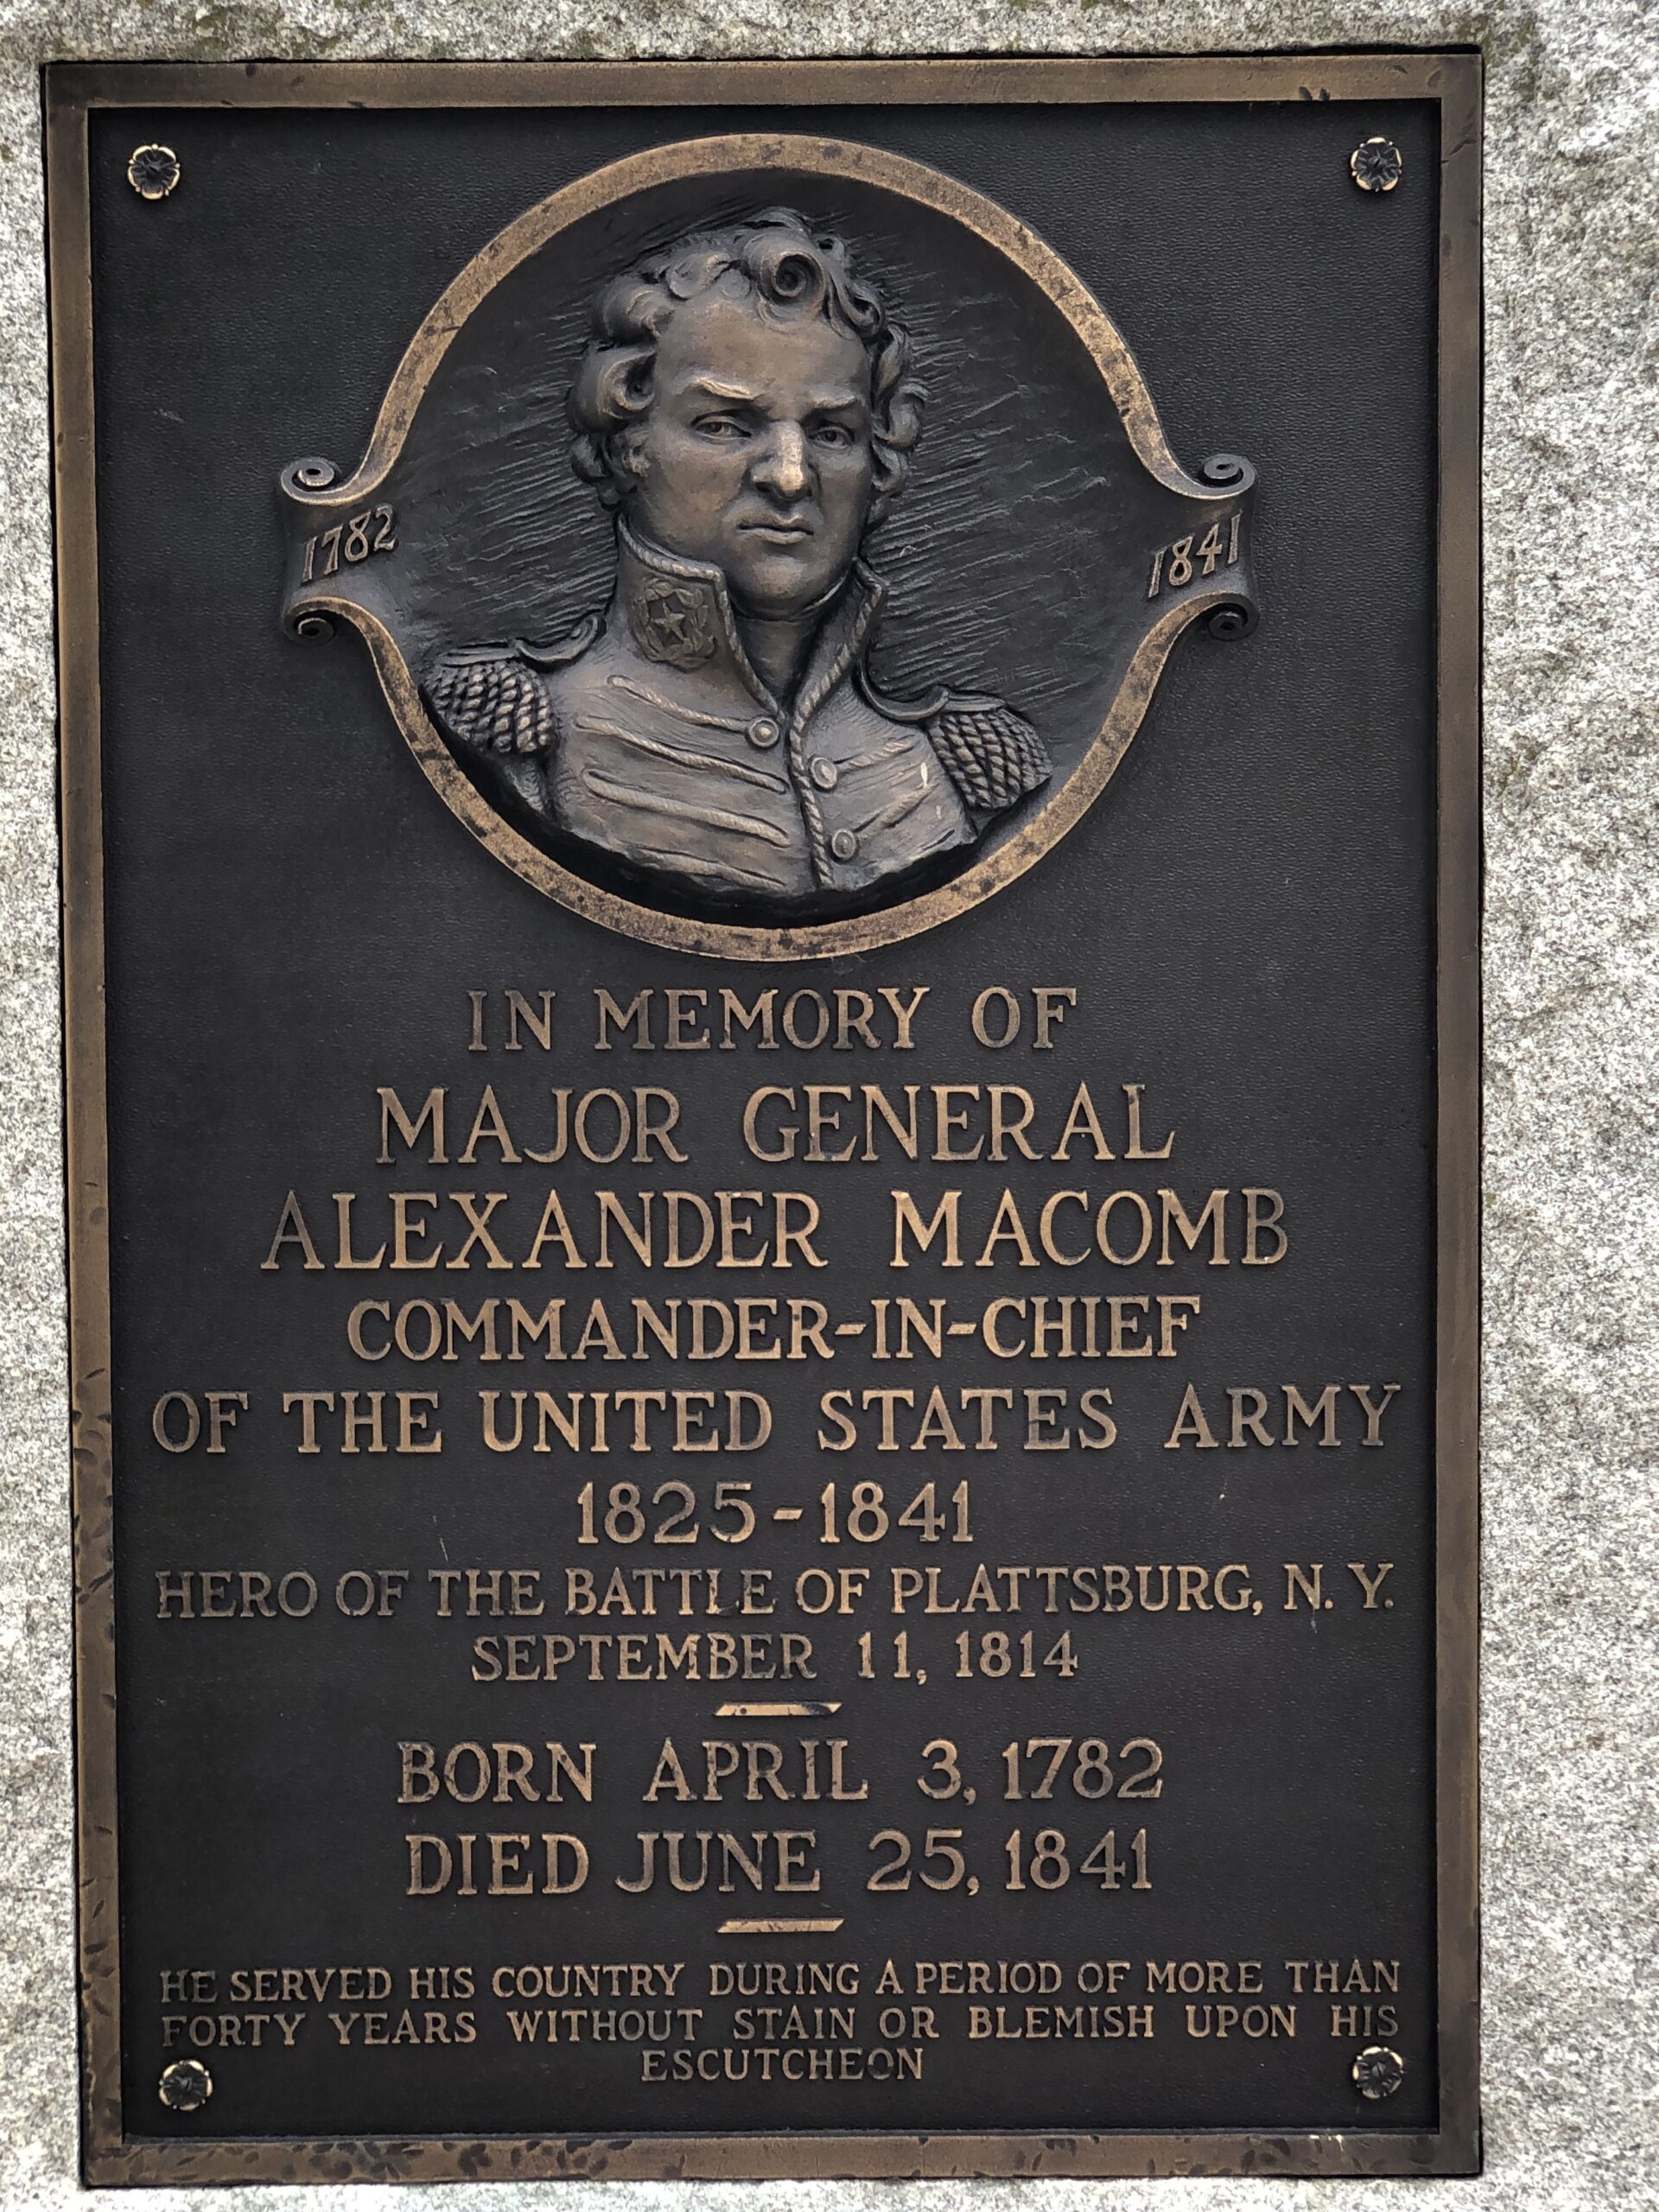 1782
1841
IN MEMORY OF
MAJOR GENERAL
ALEXANDER MACOMB
COMMANDER-IN-CHIEF
OF THE UNITED STATES ARMY
1825-1841
HERO OF THE BATTLE OF PLATTSBURG, N. Y.
SEPTEMBER 11, 1814
BORN APRIL 3, 1782
DIED JUNE 25, 1841
HE SERVED HIS COUNTRY DURING A PERIOD OF MORE THAN
FORTY YEARS WITHOUT STAIN OR BLEMISH UPON HIS
ESCUTCHEON